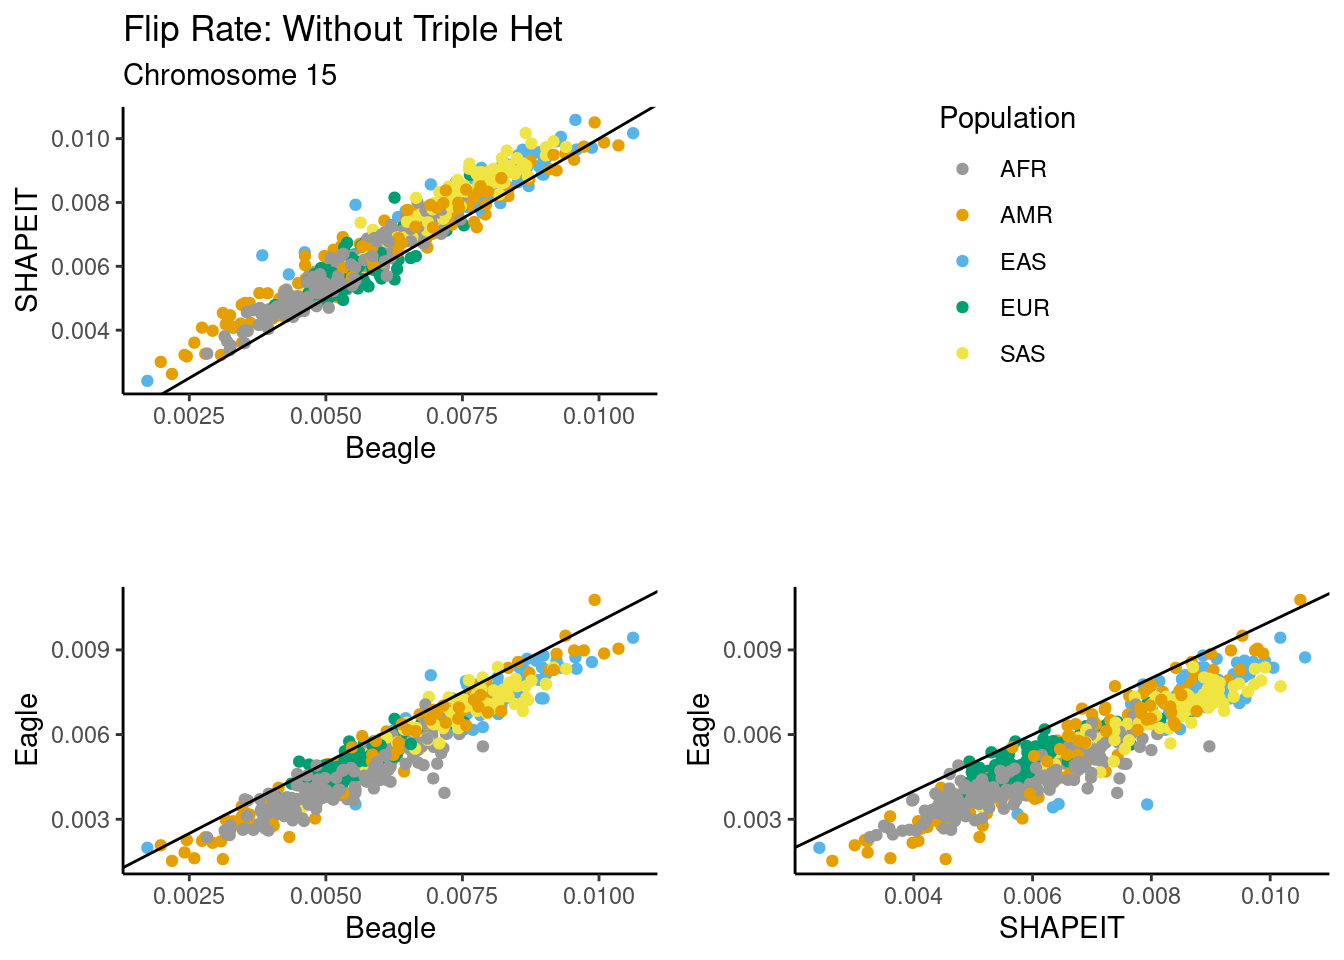 Flip Rate: Without Triple Het
Chromosome 15
SHAPEIT
0.010
0.008
0.006
0.004
0.0025 0.0050 0.0075 0.0100
Beagle
Population
AFR
AMR
EAS
EUR
SAS
Eagle
0.009
0.006
0.003
0.0025 0.0050 0.0075 0.0100
Beagle
Eagle
0.009
0.006
0.003
0.004 0.006 0.008 0.010
SHAPEIT